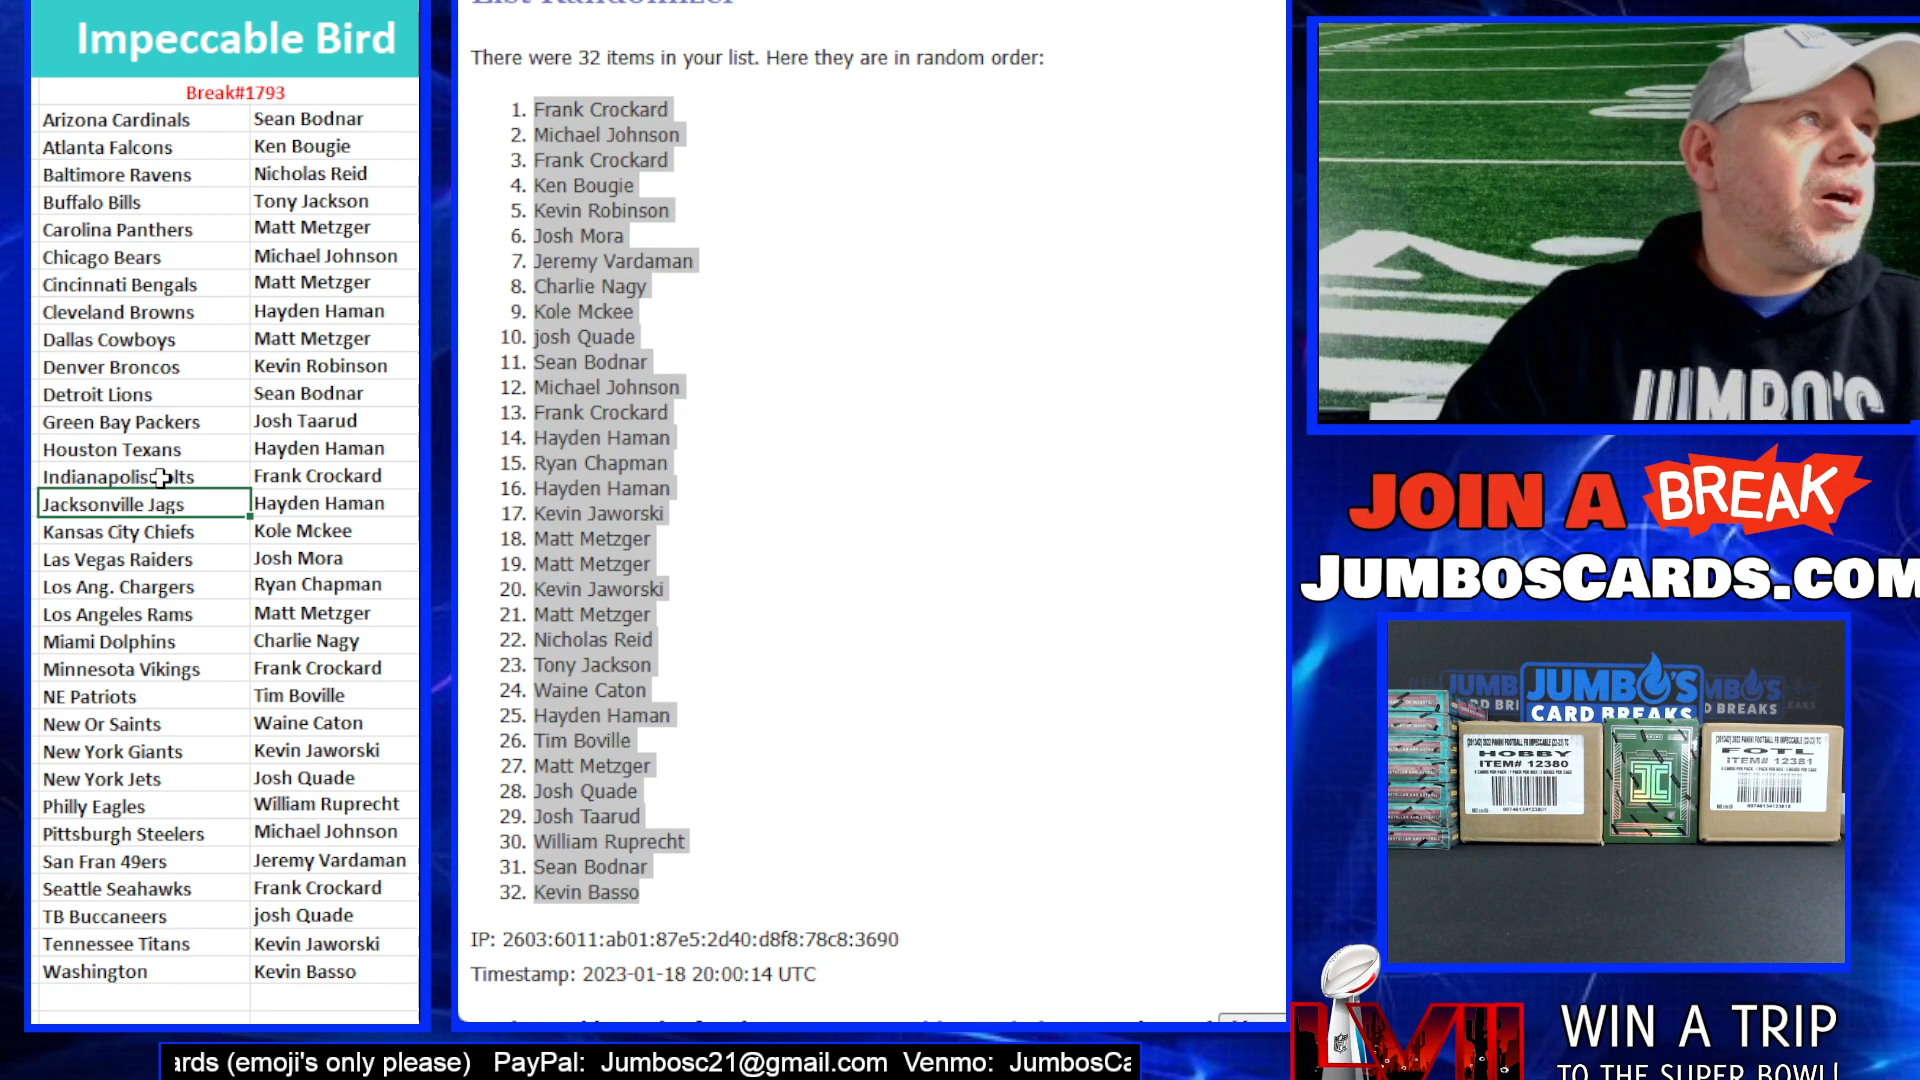 Impeccable Bird
Break#1793
Arizona Cardinals Sean Bodnar
Atlanta Falcons Ken Bougie
Baltimore Ravens Nicholas Reid
Buffalo Bills Tony Jackson
Carolina Panthers Matt Metzger
Chicago Bears Michael Johnson
Cincinnati Bengals Matt Metzger
Cleveland Browns Hayden Haman
Dallas Cowboys Matt Metzger
Denver Broncos Kevin Robinson
Detroit Lions Sean Bodnar
Green Bay Packers Josh Taarud
Houston Texans Hayden Haman
Indianapolis lts Frank Crockard
Jacksonville Jags Hayden Haman
Kansas City Chiefs Kole Mckee
Las Vegas Raiders Josh Mora
Los Ang. Chargers Ryan Chapman
Los Angeles Rams Matt Metzger
Miami Dolphins Charlie Nagy
Minnesota Vikings Frank Crockard
NE Patriots Tim Boville
New Or Saints Waine Caton
New York Giants Kevin Jaworski
New York Jets Josh Quade
Philly Eagles William Ruprecht
Pittsburgh Steelers Michael Johnson
San Fran 49ers Jeremy Vardaman
Seattle Seahawks Frank Crockard
TB Buccaneers josh Quade
Tennessee Titans Kevin Jaworski
Washington Kevin Basso
List Randomizer
There were 32 items in your list. Here they are in random order:
1. Frank Crockard
2. Michael Johnson
3. Frank Crockard
4. Ken Bougie
5. Kevin Robinson
6. Josh Mora
7. Jeremy Vardaman
8. Charlie Nagy
9. Kole Mckee
10. josh Quade
11. Sean Bodnar
12. Michael Johnson
13. Frank Crockard
14. Hayden Haman
15. Ryan Chapman
16. Hayden Haman
17. Kevin Jaworski
18. Matt Metzger
19. Matt Metzger
20. Kevin Jaworski
21. Matt Metzger
22. Nicholas Reid
23. Tony Jackson
24. Waine Caton
25. Hayden Haman
26. Tim Boville
27. Matt Metzger
28. Josh Quade
29. Josh Taarud
30. William Ruprecht
31. Sean Bodnar
32. Kevin Basso
IP: 2603:6011:ab01:87e5:2d40:d8f8:78c8:3690
Timestamp: 2023-01-18 20:00:14 UTC
JUMBO'S
JOIN A BREAK
JUMBOSCARDS.COM
JUMBO'S
CARD BREAKS
HOBBY
ITEM# 12380
FOTL
ITEM# 12381
LVII
WIN A TRIP
TO THE SUPER BOWL!
ards (emoji's only please) PayPal: Jumbosc21@gmail.com Venmo: JumbosCa